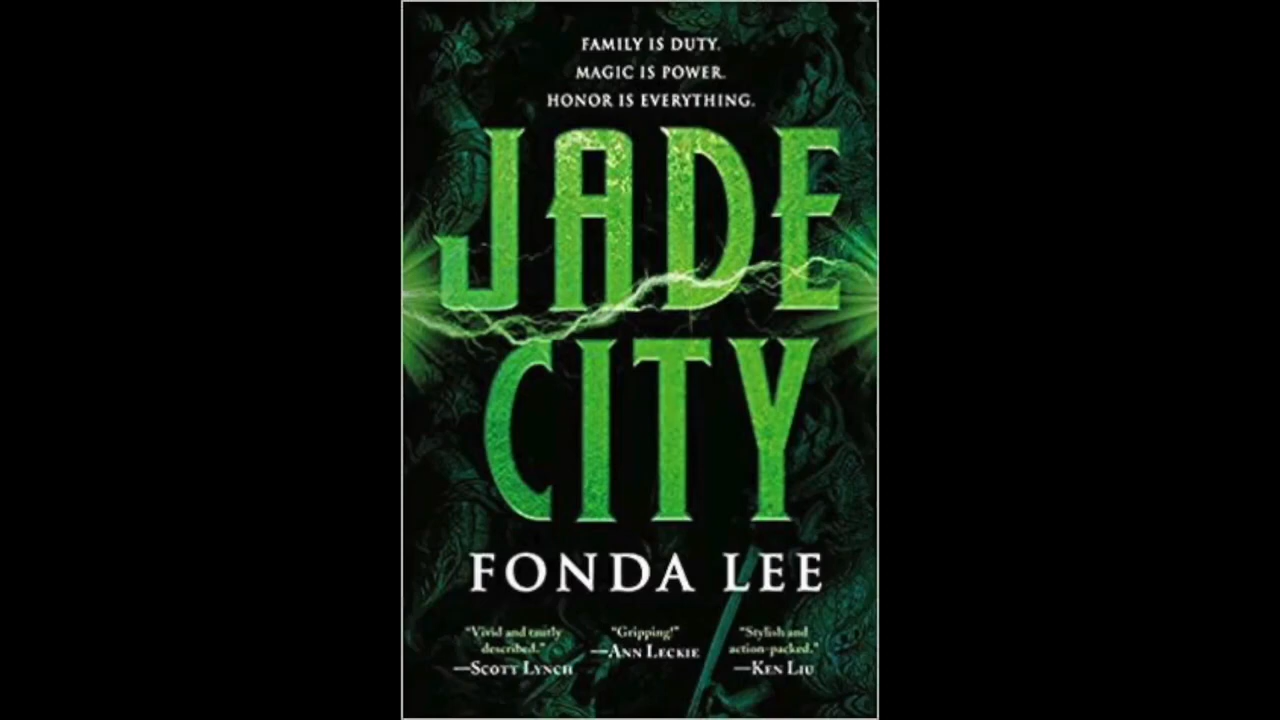 FAMILY IS DUTY.
MAGIC IS POWER.
HONOR IS EVERYTHING.
JADE
CITY
FONDA LEE
"Vivid and tautly
described."
—SCOTT LYNCH
"Gripping!"
—ANN LECKIE
"Stylish and
action-packed."
—KEN LIU